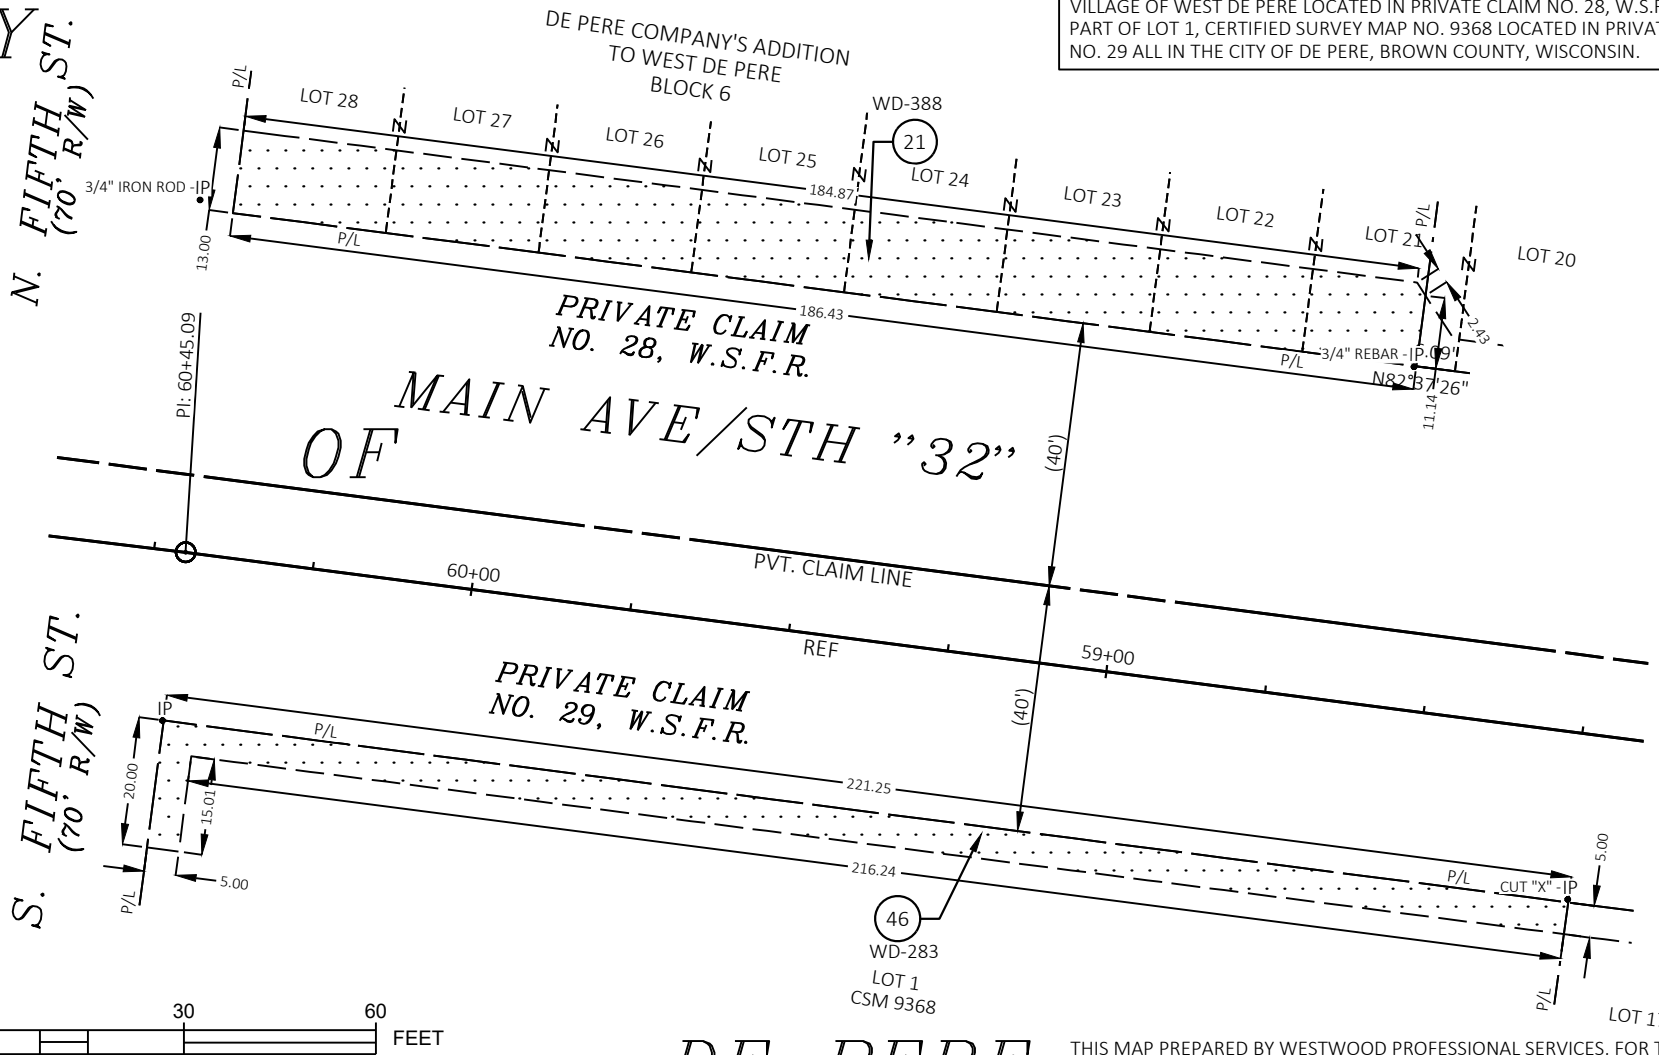 VILLAGE OF WEST DE PERE LOCATED IN PRIVATE CLAIM NO. 28,
PART OF LOT 1, CERTIFIED SURVEY MAP NO. 9368 LOCATED IN
NO. 29 ALL IN THE CITY OF DE PERE, BROWN COUNTY, WISCONSIN.
Y
N. FIFTH ST.
(70' R/W)
DE PERE COMPANY'S ADDITION
TO WEST DE PERE
BLOCK 6
WD-388
21
P/L
LOT 28
LOT 27
LOT 26
LOT 25
LOT 24
LOT 23
LOT 22
LOT 21
P/L
LOT 20
3/4" IRON ROD -IP
13.00
184.87
P/L
186.43
2.43
3/4" REBAR -IP
P/L
N82°37'26"
11.14
PRIVATE CLAIM
NO. 28, W.S.F.R.
PI: 60+45.09
MAIN AVE/STH "32"
OF
(40')
PVT. CLAIM LINE
60+00
REF
59+00
(40')
S. FIFTH ST.
(70' R/W)
PRIVATE CLAIM
NO. 29, W.S.F.R.
IP
P/L
20.00
15.01
5.00
P/L
221.25
216.24
P/L
CUT "X" -IP
5.00
P/L
46
WD-283
LOT 1
CSM 9368
30
60
FEET
DE PERE
THIS MAP PREPARED BY WESTWOOD PROFESSIONAL SERVICES, FOR